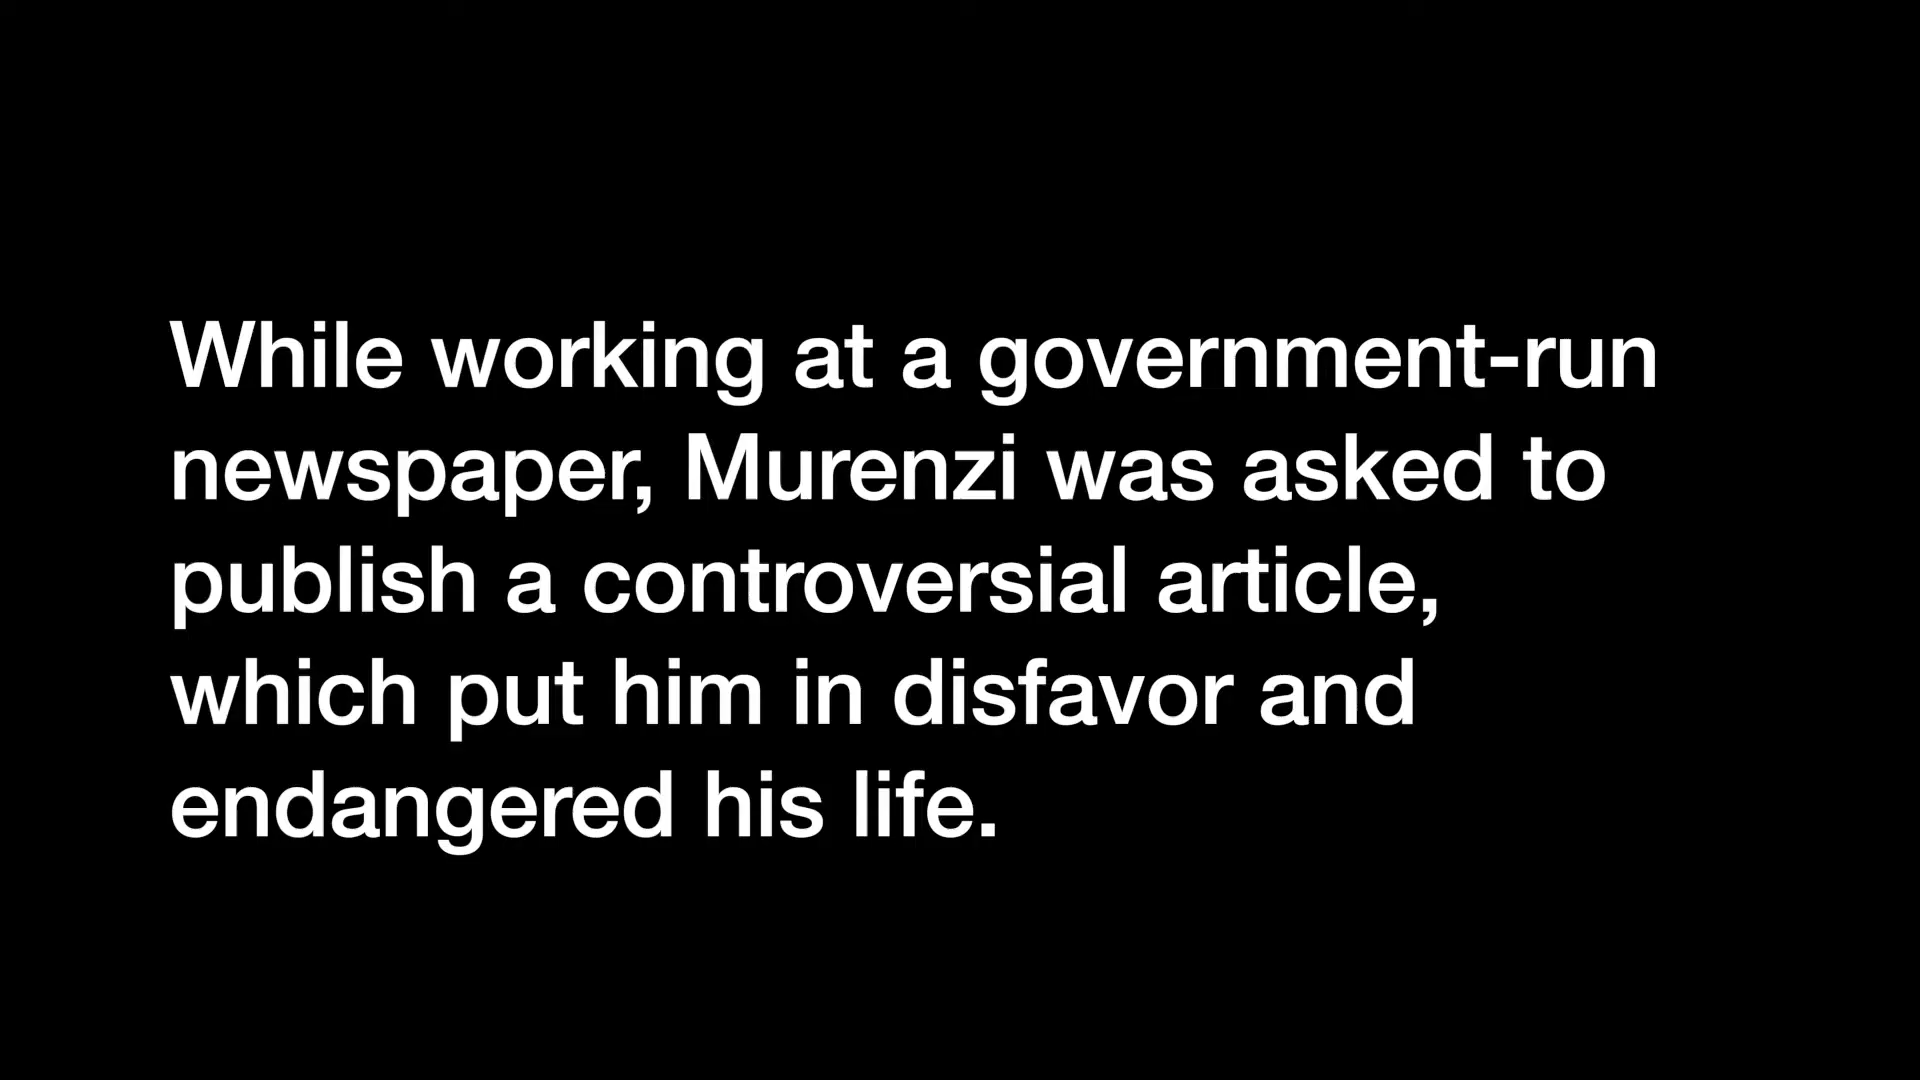 While working at a government-run
newspaper, Murenzi was asked to
publish a controversial article,
which put him in disfavor and
endangered his life.